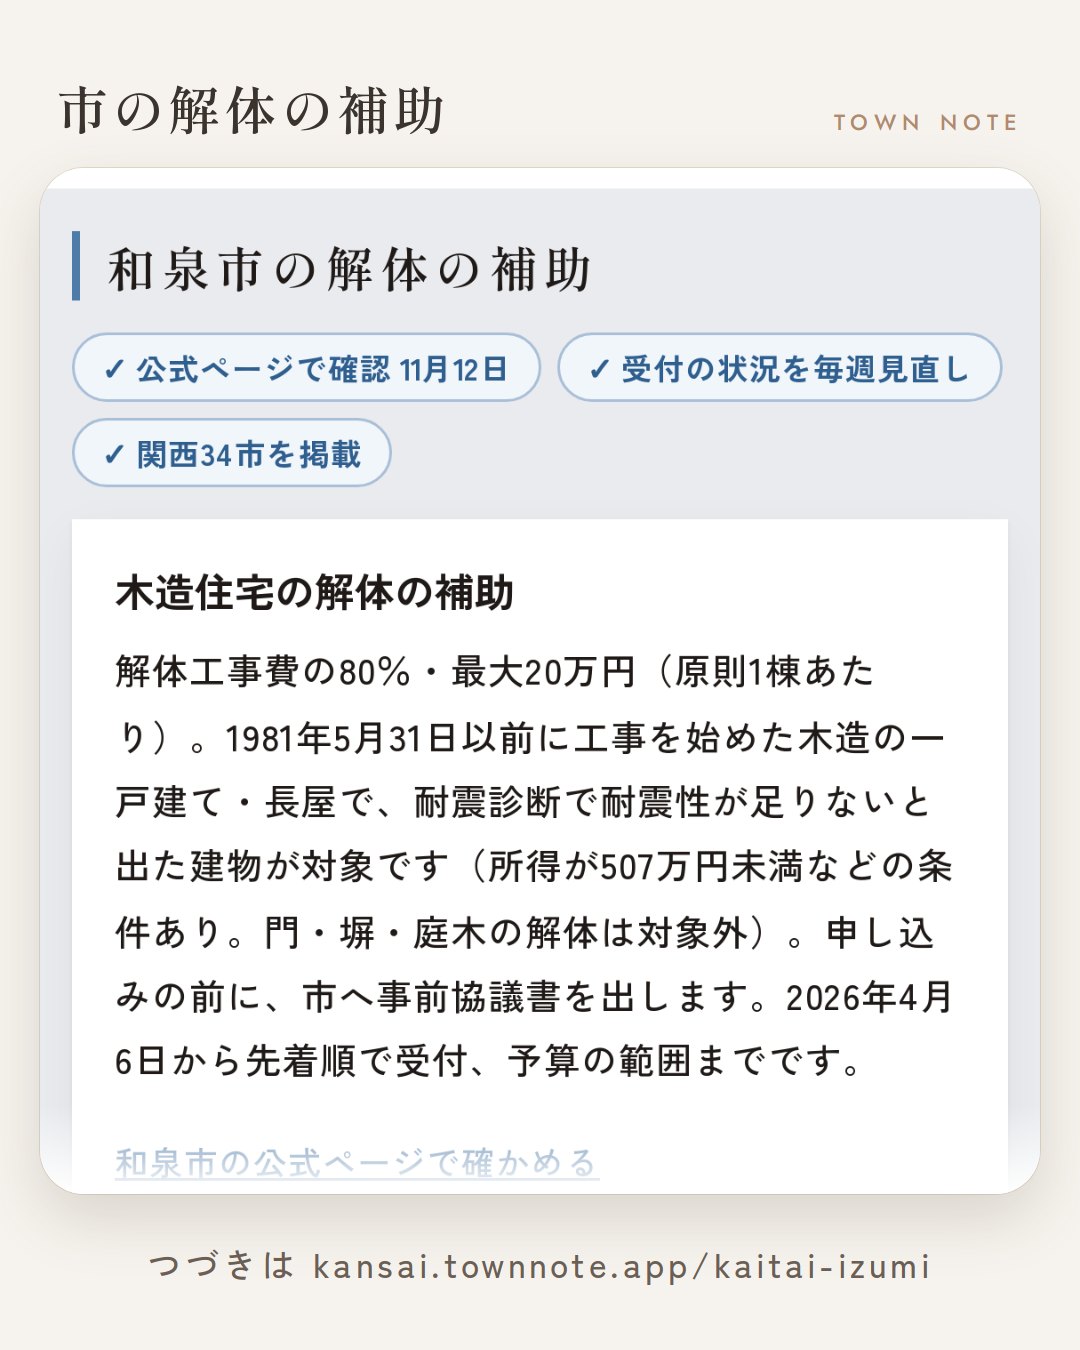 市の解体の補助
TOWN NOTE
和泉市の解体の補助
✓ 公式ページで確認 11月12日
✓ 受付の状況を毎週見直し
✓ 関西34市を掲載
木造住宅の解体の補助
解体工事費の80%・最大20万円（原則1棟あた
り）。1981年5月31日以前に工事を始めた木造の一
戸建て・長屋で、耐震診断で耐震性が足りないと
出た建物が対象です（所得が507万円未満などの条
件あり。門・塀・庭木の解体は対象外）。申し込
みの前に、市へ事前協議書を出します。2026年4月
6日から先着順で受付、予算の範囲までです。
和泉市の公式ページで確かめる
つづきは kansai.townnote.app/kaitai-izumi